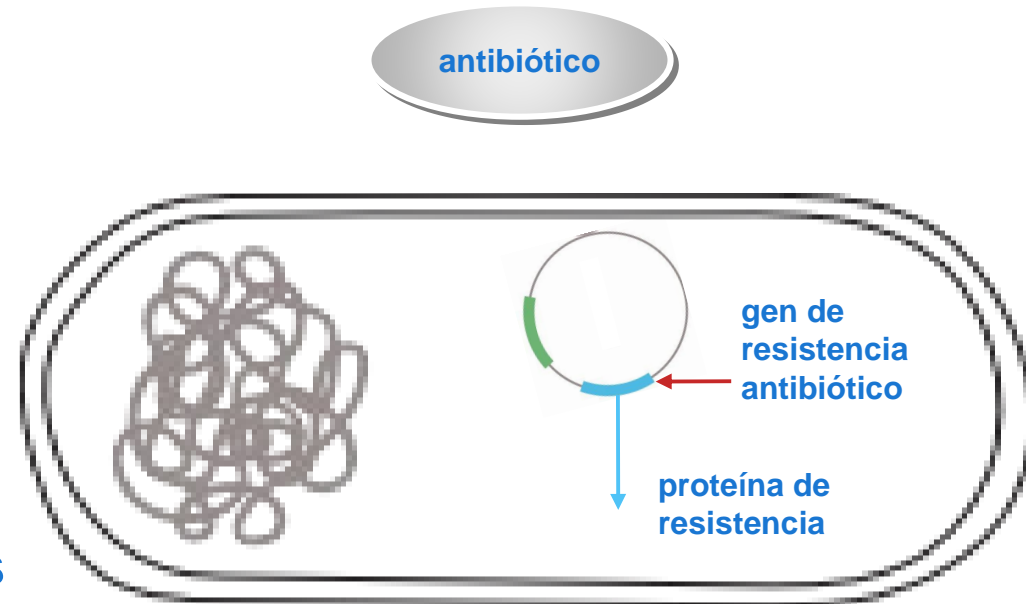 antibiótico
gen de
resistencia
antibiótico
proteína de
resistencia
s